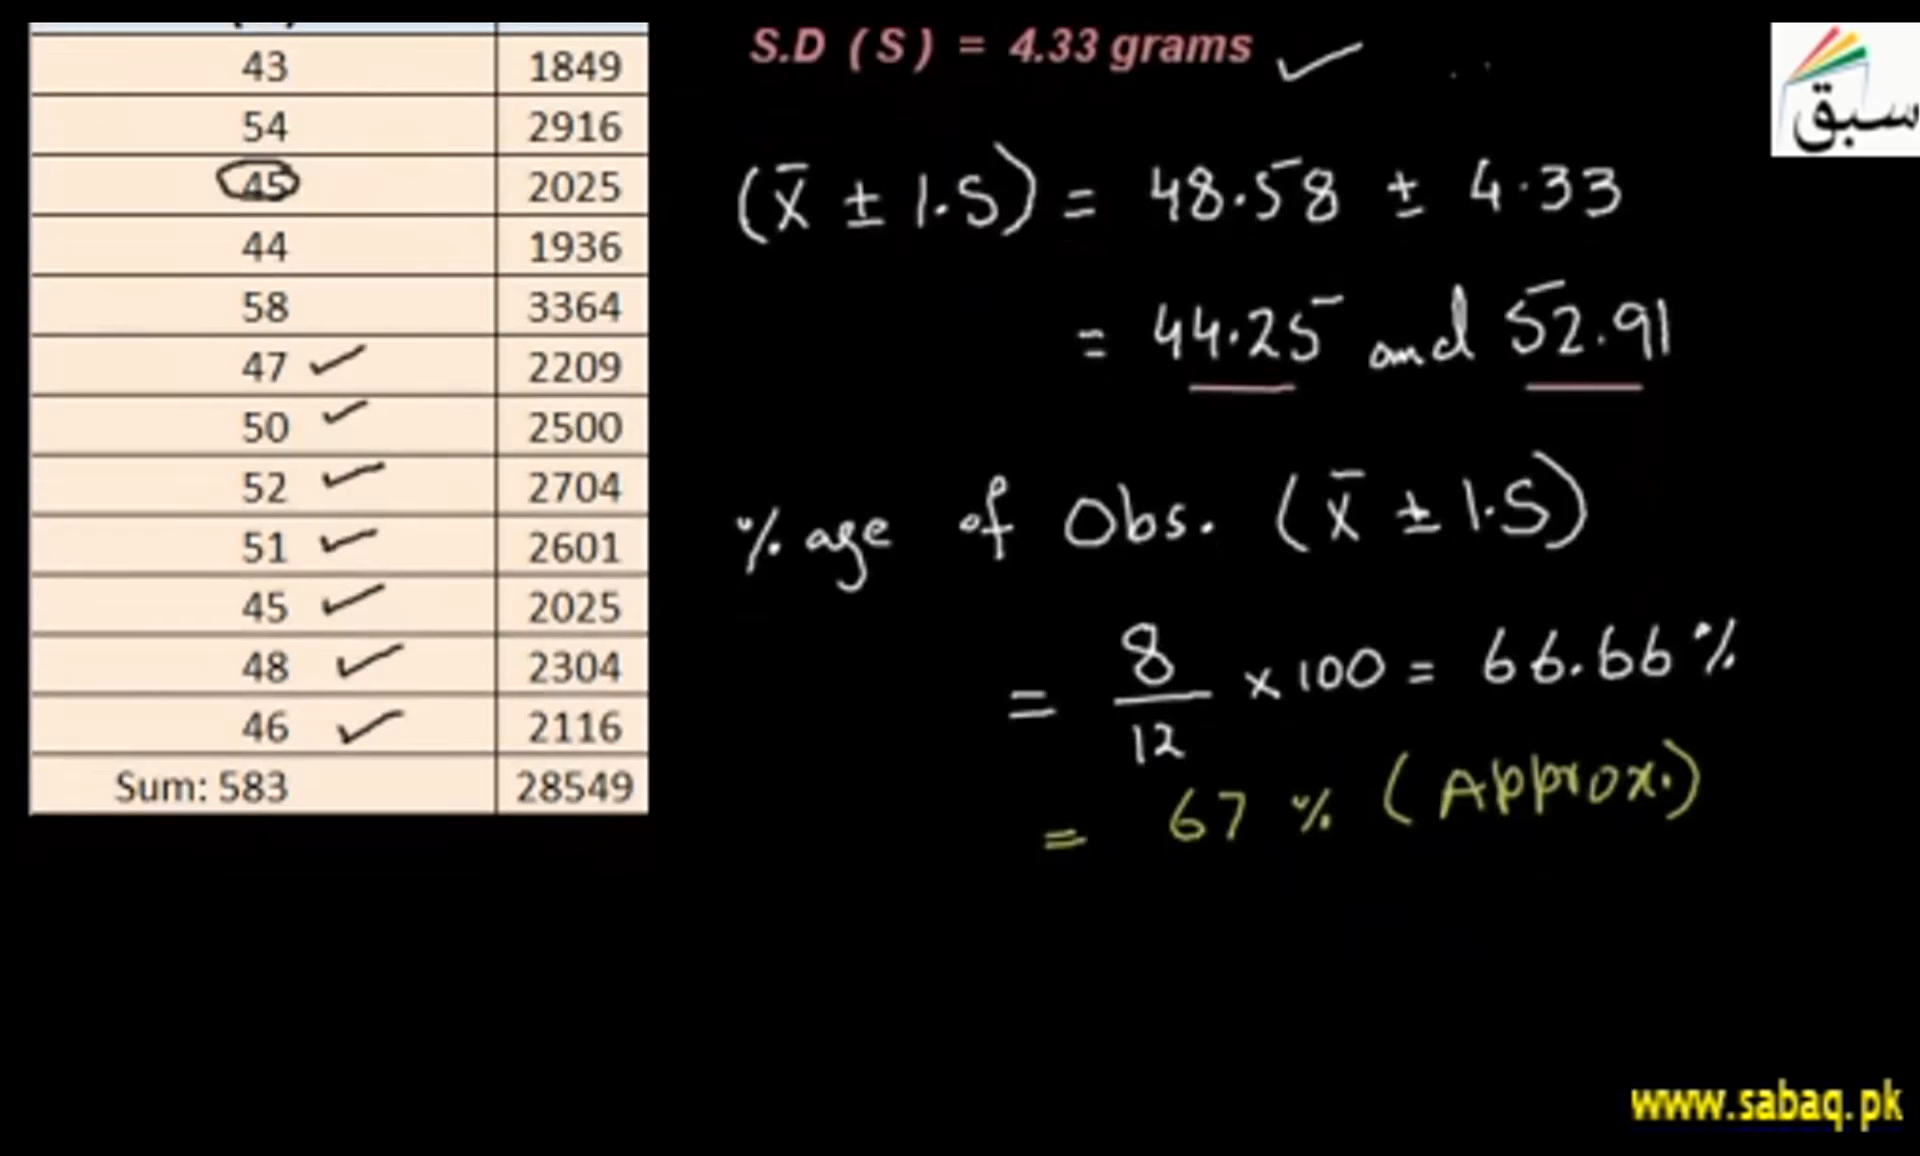 43 1849
54 2916
45 2025
44 1936
58 3364
47 2209
50 2500
52 2704
51 2601
45 2025
48 2304
46 2116
Sum: 583 28549
S.D ( S ) = 4.33 grams
(x̄ ± 1.S) = 48.58 ± 4.33
= 44.25 and 52.91
% age of Obs. (x̄ ± 1.S)
= 8/12 × 100 = 66.66 %
= 67 % (Approx.)
سبق
www.sabaq.pk